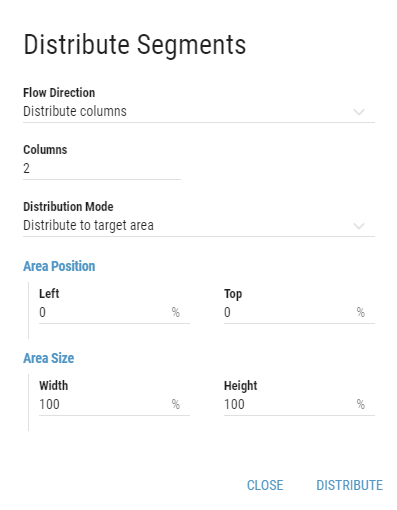 Distribute Segments
Flow Direction
Distribute columns
Columns
2
Distribution Mode
Distribute to target area
Area Position
Left Top
0 % 0 %
Area Size
Width Height
100 % 100 %
CLOSE DISTRIBUTE